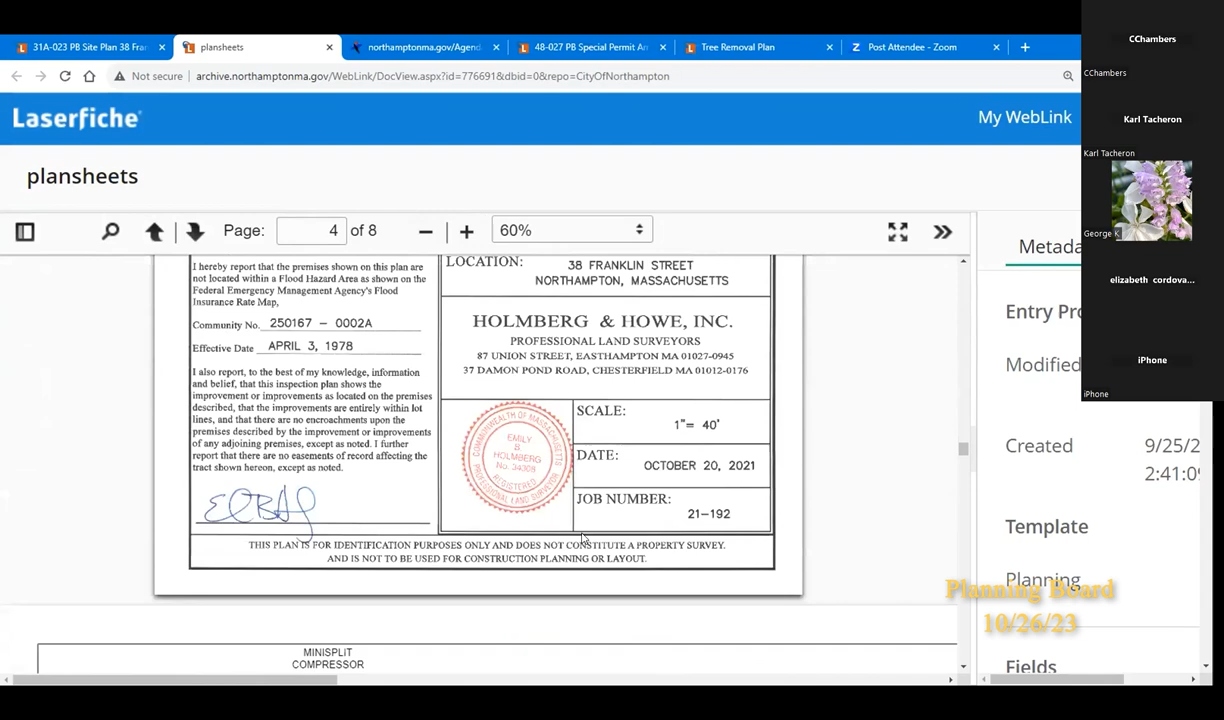 31A-023 PB Site Plan 38 Fra
plansheets
northamptonma.gov/Agend
48-027 PB Special Permit Ar
Tree Removal Plan
Post Attendee - Zoom
Not secure
archive.northamptonma.gov/WebLink/DocView.aspx?id=776691&dbid=0&repo=CityOfNorthampton
Laserfiche
My WebLink
plansheets
Page: 4 of 8
60%
I hereby report that the premises shown on this plan are
not located within a Flood Hazard Area as shown on the
Federal Emergency Management Agency's Flood
Insurance Rate Map,
Community No. 250167 - 0002A
Effective Date APRIL 3, 1978
I also report, to the best of my knowledge, information
and belief, that this inspection plan shows the
improvement or improvements as located on the premises
described, that the improvements are entirely within lot
lines, and that there are no encroachments upon the
premises described by the improvement or improvements
of any adjoining premises, except as noted. I further
report that there are no easements of record affecting the
tract shown hereon, except as noted.
LOCATION: 38 FRANKLIN STREET
NORTHAMPTON, MASSACHUSETTS
HOLMBERG & HOWE, INC.
PROFESSIONAL LAND SURVEYORS
87 UNION STREET, EASTHAMPTON MA 01027-0945
37 DAMON POND ROAD, CHESTERFIELD MA 01012-0176
COMMONWEALTH OF MASSACHUSETTS
EMILY
HOLMBERG
No. 34308
REGISTERED
PROFESSIONAL LAND SURVEYOR
SCALE:
1"= 40'
DATE:
OCTOBER 20, 2021
JOB NUMBER:
21-192
THIS PLAN IS FOR IDENTIFICATION PURPOSES ONLY AND DOES NOT CONSTITUTE A PROPERTY SURVEY.
AND IS NOT TO BE USED FOR CONSTRUCTION PLANNING OR LAYOUT.
MINISPLIT
COMPRESSOR
Metada
Entry Pro
Modified
Created 9/25/2
2:41:09
Template
Planning
Fields
Planning Board
10/26/23
CChambers
CChambers
Karl Tacheron
Karl Tacheron
George K
elizabeth cordova...
iPhone
iPhone